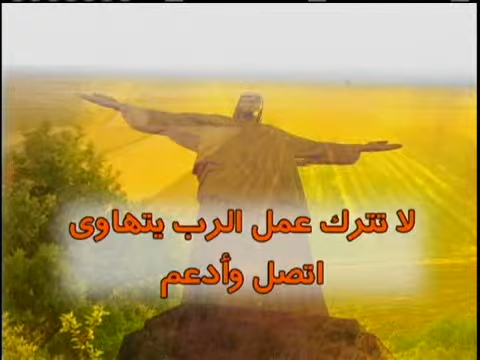 لا تترك عمل الرب يتهاوى
اتصل وأدعم